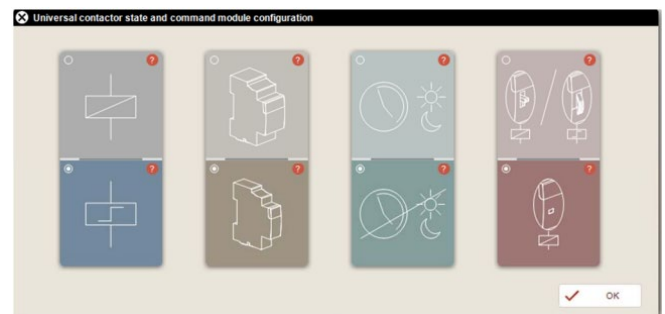 Universal contactor state and command module configuration
? ? ? ?
? ? ? ?
OK